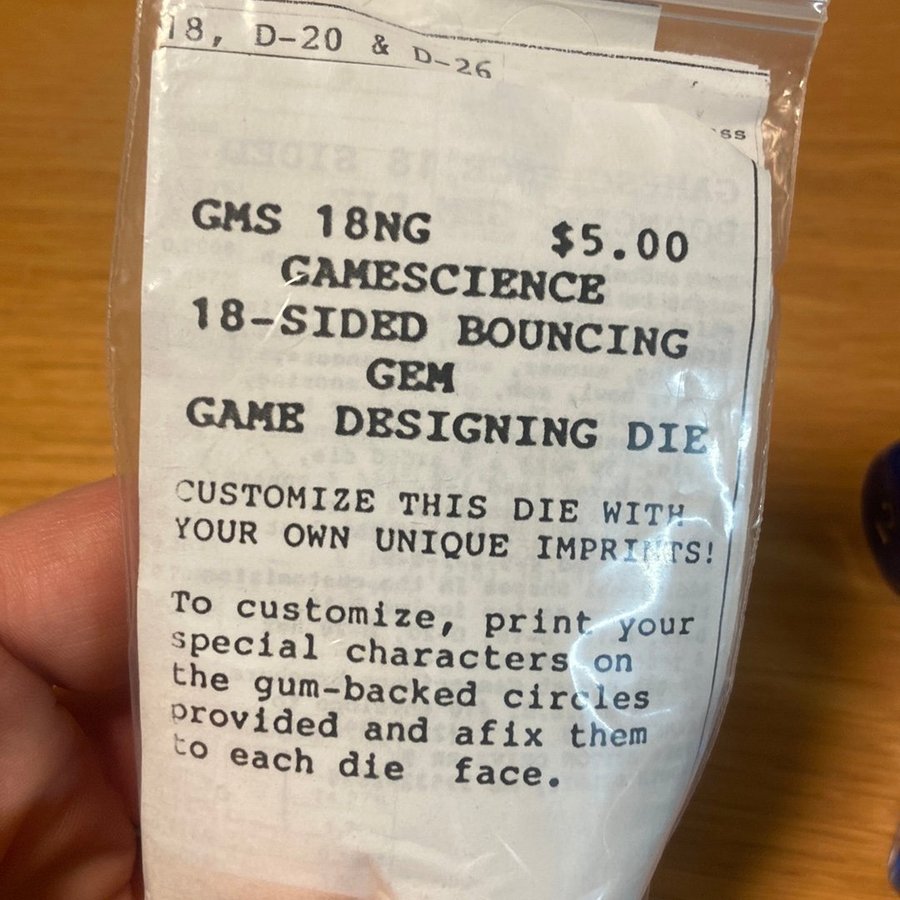 18, D-20 & D-26
ss
GMS 18NG $5.00
GAMESCIENCE
18-SIDED BOUNCING
GEM
GAME DESIGNING DIE
CUSTOMIZE THIS DIE WITH
YOUR OWN UNIQUE IMPRINTS!
To customize, print your
special characters on
the gum-backed circles
provided and afix them
to each die face.